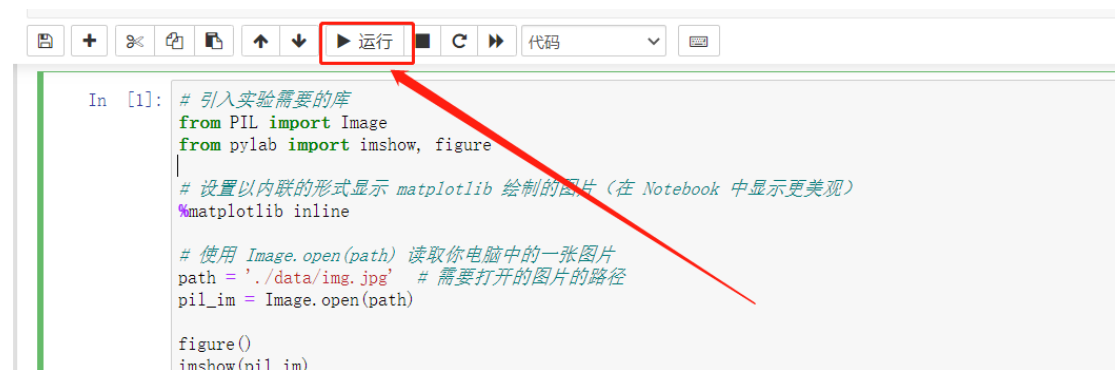 运行
代码
In [1]:
# 引入实验需要的库
from PIL import Image
from pylab import imshow, figure
# 设置以内联的形式显示 matplotlib 绘制的图片（在 Notebook 中显示更美观）
%matplotlib inline
# 使用 Image.open(path) 读取你电脑中的一张图片
path = './data/img.jpg'  # 需要打开的图片的路径
pil_im = Image.open(path)
figure()
imshow(pil_im)